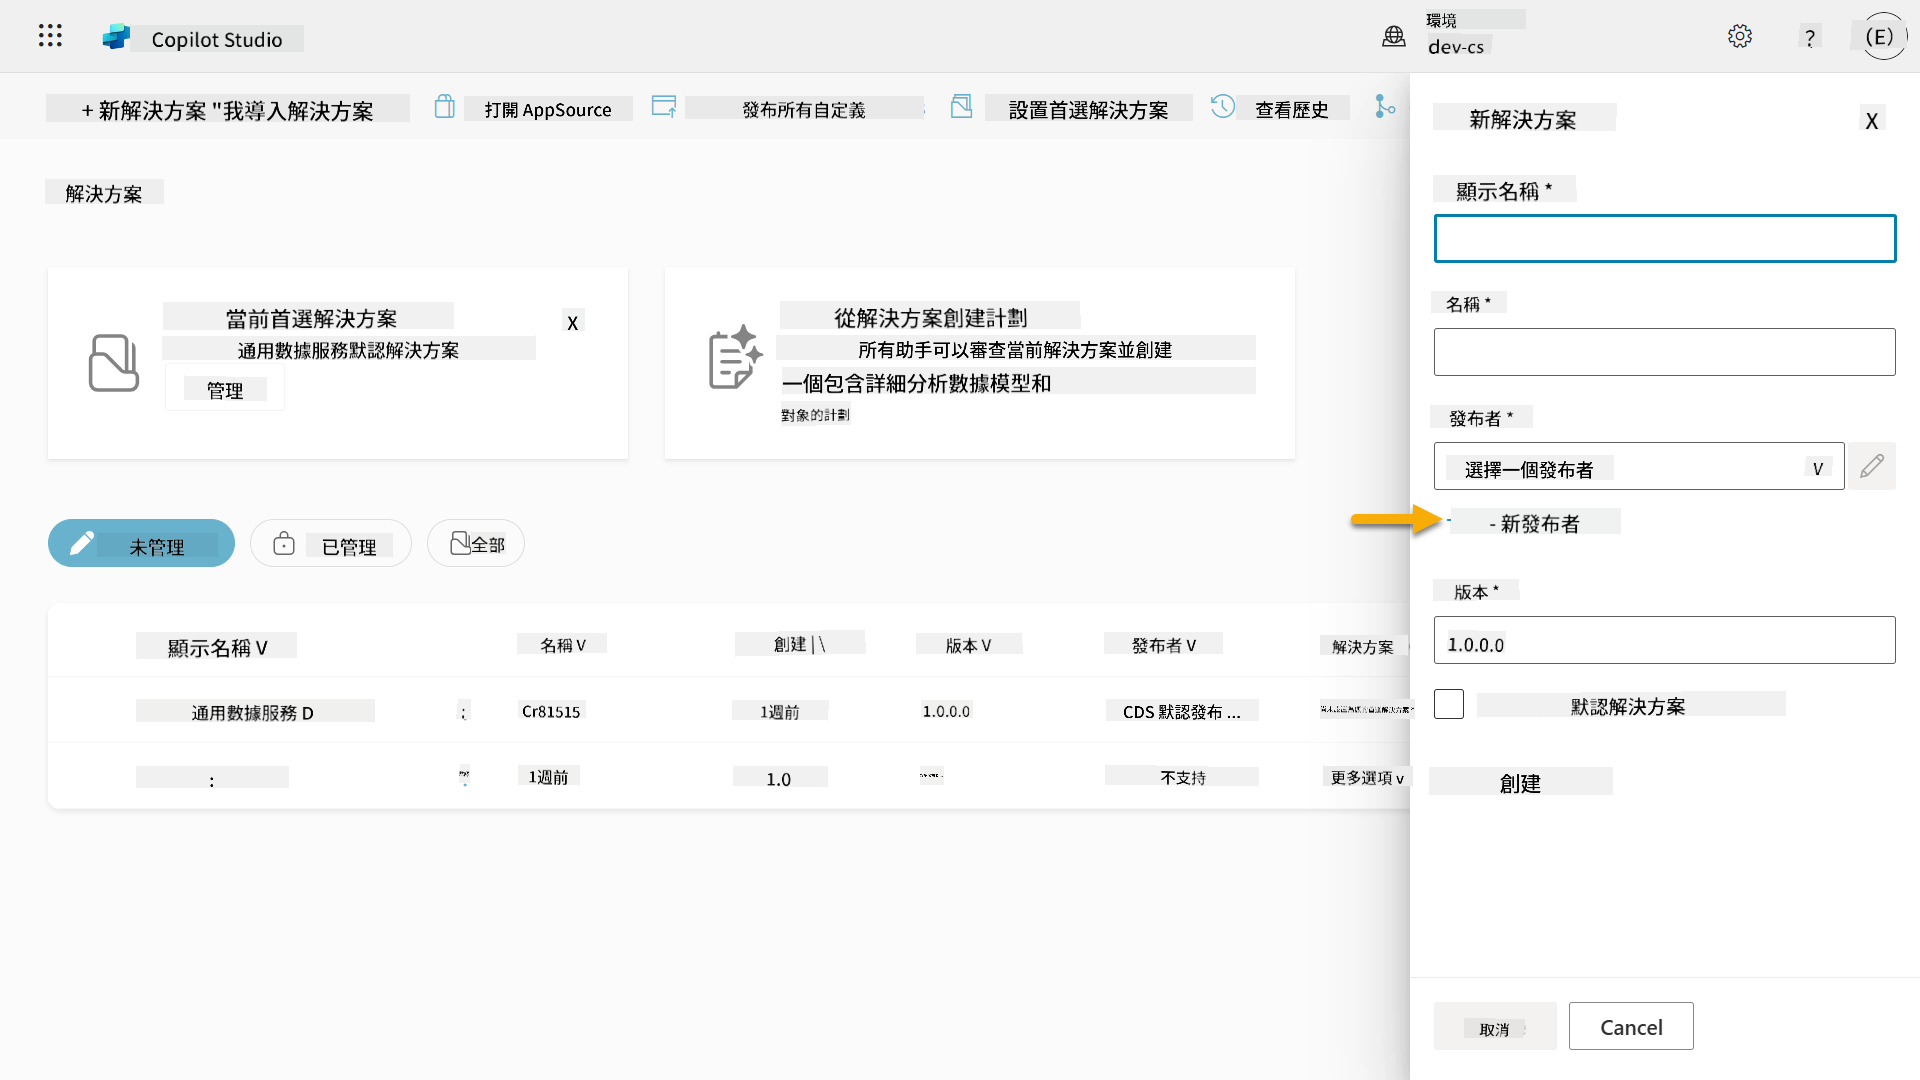 Copilot Studio
環境
dev-cs
?
(E)
+ 新解決方案 "我導入解決方案
打開 AppSource
發布所有自定義
設置首選解決方案
查看歷史
解決方案
當前首選解決方案
X
通用數據服務默認解決方案
管理
從解決方案創建計劃
所有助手可以審查當前解決方案並創建
一個包含詳細分析數據模型和
對象的計劃
未管理
已管理
全部
顯示名稱 V
名稱 V
創建 | \
版本 V
發布者 V
解決方案
通用數據服務 D
:
Cr81515
1週前
1.0.0.0
CDS 默認發布 ...
:
1週前
1.0
不支持
更多選項 v
新解決方案
X
顯示名稱 *
名稱 *
發布者 *
選擇一個發布者
V
- 新發布者
版本 *
1.0.0.0
默認解決方案
創建
取消
Cancel